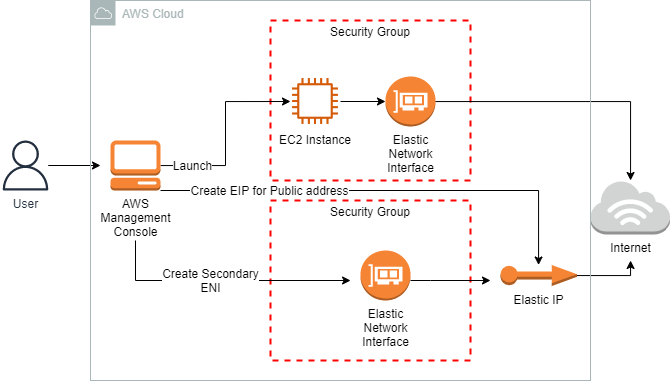 AWS Cloud
Security Group
EC2 Instance
Elastic
Network
Interface
Launch
User
AWS
Management
Console
Create EIP for Public address
Security Group
Internet
Create Secondary
ENI
Elastic
Network
Interface
Elastic IP